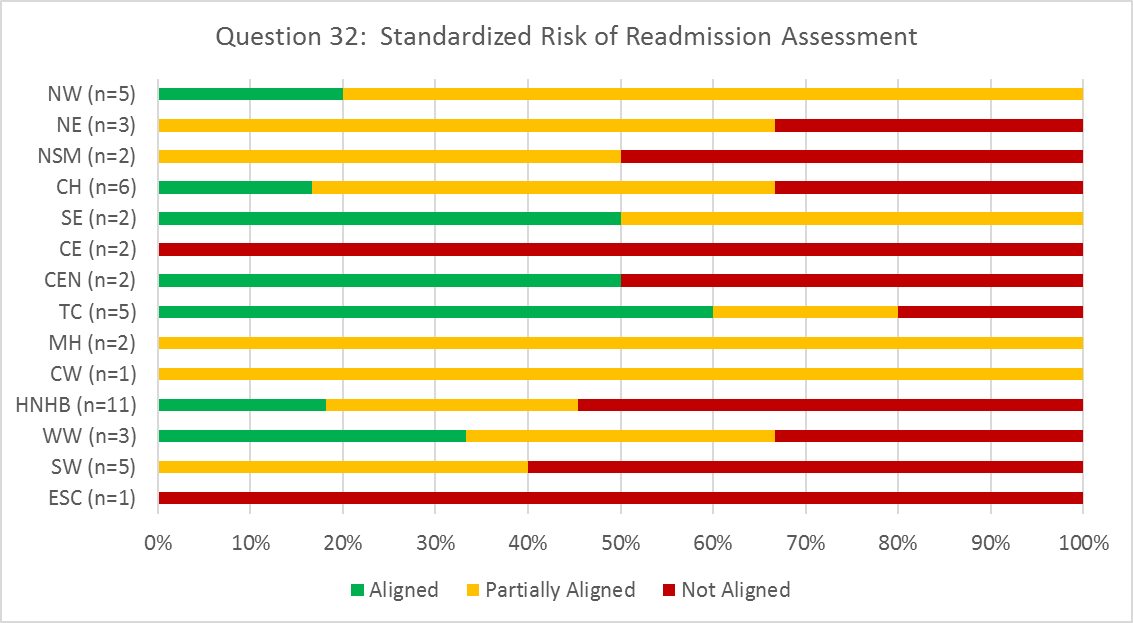 Question 32:  Standardized Risk of Readmission Assessment
NW (n=5)
NE (n=3)
NSM (n=2)
CH (n=6)
SE (n=2)
CE (n=2)
CEN (n=2)
TC (n=5)
MH (n=2)
CW (n=1)
HNHB (n=11)
WW (n=3)
SW (n=5)
ESC (n=1)
0% 10% 20% 30% 40% 50% 60% 70% 80% 90% 100%
Aligned Partially Aligned Not Aligned